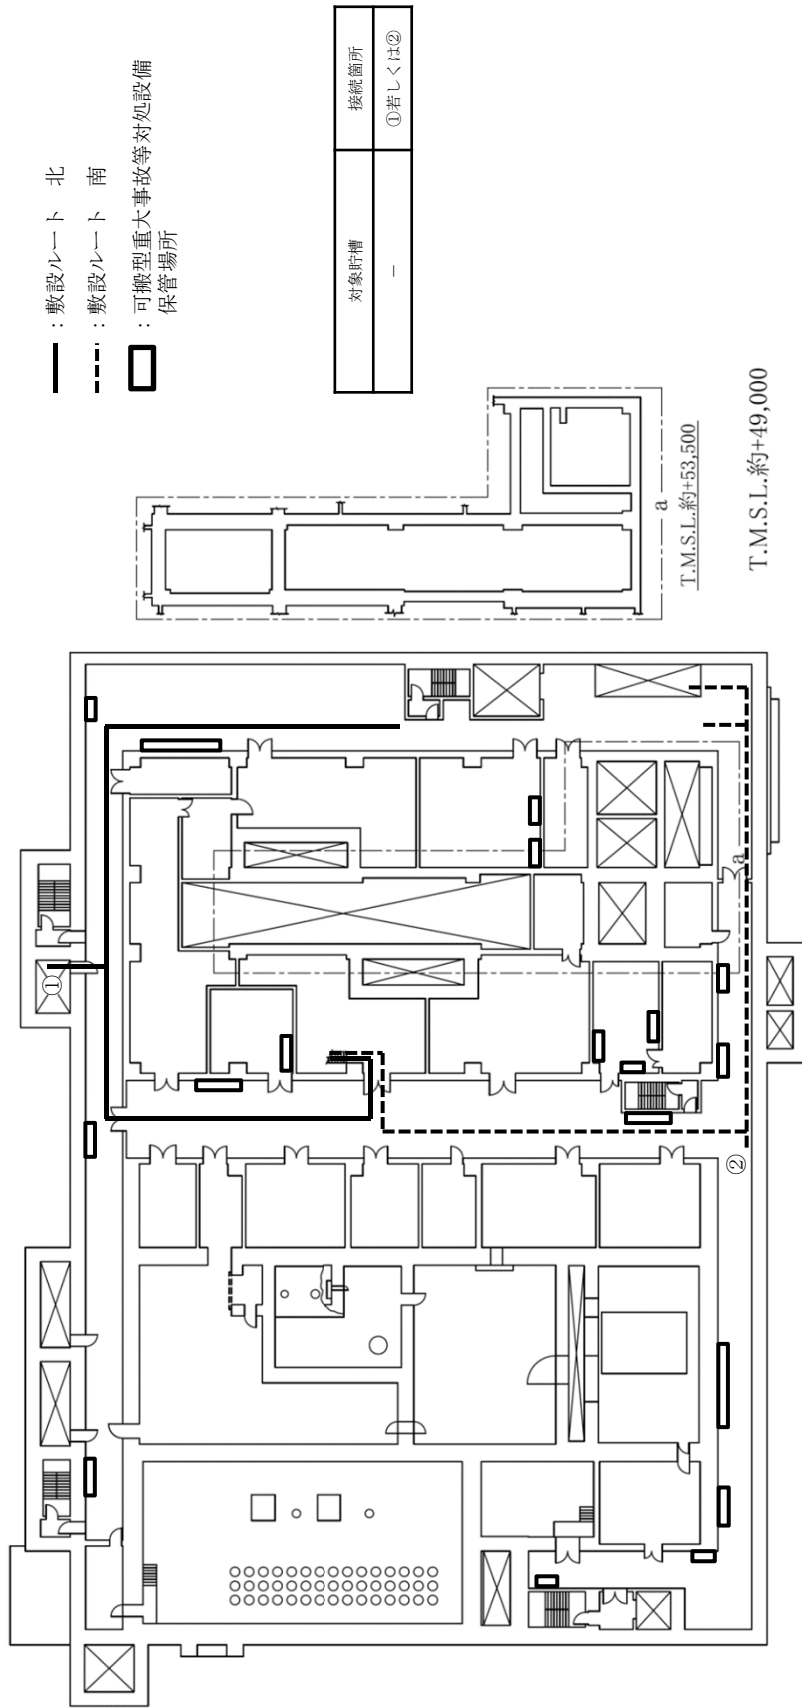 ：敷設ルート　北
：敷設ルート　南
：可搬型重大事故等対処設備
保管場所
対象貯槽
接続箇所
－
①若しくは②
a
T.M.S.L.約+53,500
T.M.S.L.約+49,000
①
a
②